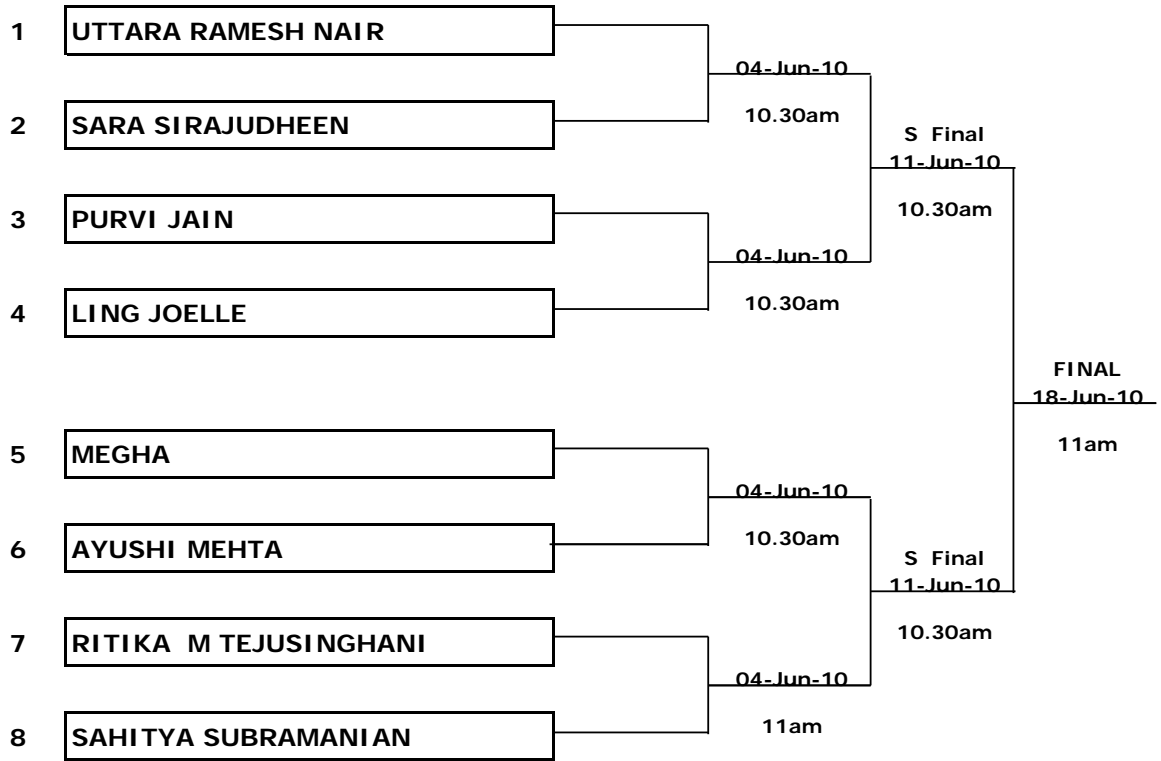 1 UTTARA RAMESH NAIR
04-Jun-10
10.30am
2 SARA SIRAJUDHEEN
S Final
11-Jun-10
10.30am
3 PURVI JAIN
04-Jun-10
10.30am
4 LING JOELLE
FINAL
18-Jun-10
11am
5 MEGHA
04-Jun-10
10.30am
6 AYUSHI MEHTA
S Final
11-Jun-10
10.30am
7 RITIKA M TEJUSINGHANI
04-Jun-10
11am
8 SAHITYA SUBRAMANIAN